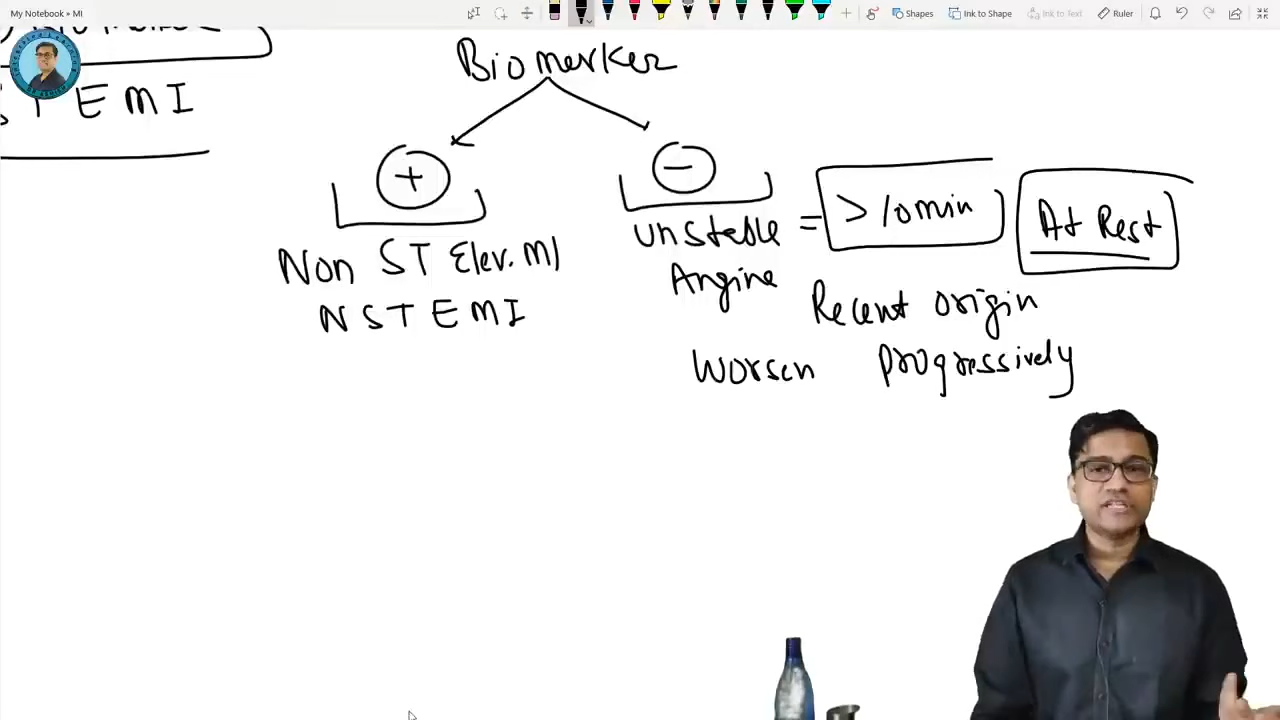 My Notebook » MI
Shapes Ink to Shape Ink to Text Ruler
Biomarker
STEMI
+ -
Non ST Elev. MI
NSTEMI
Unstable
Angina
= >10min At Rest
Recent origin
Worsen Progressively